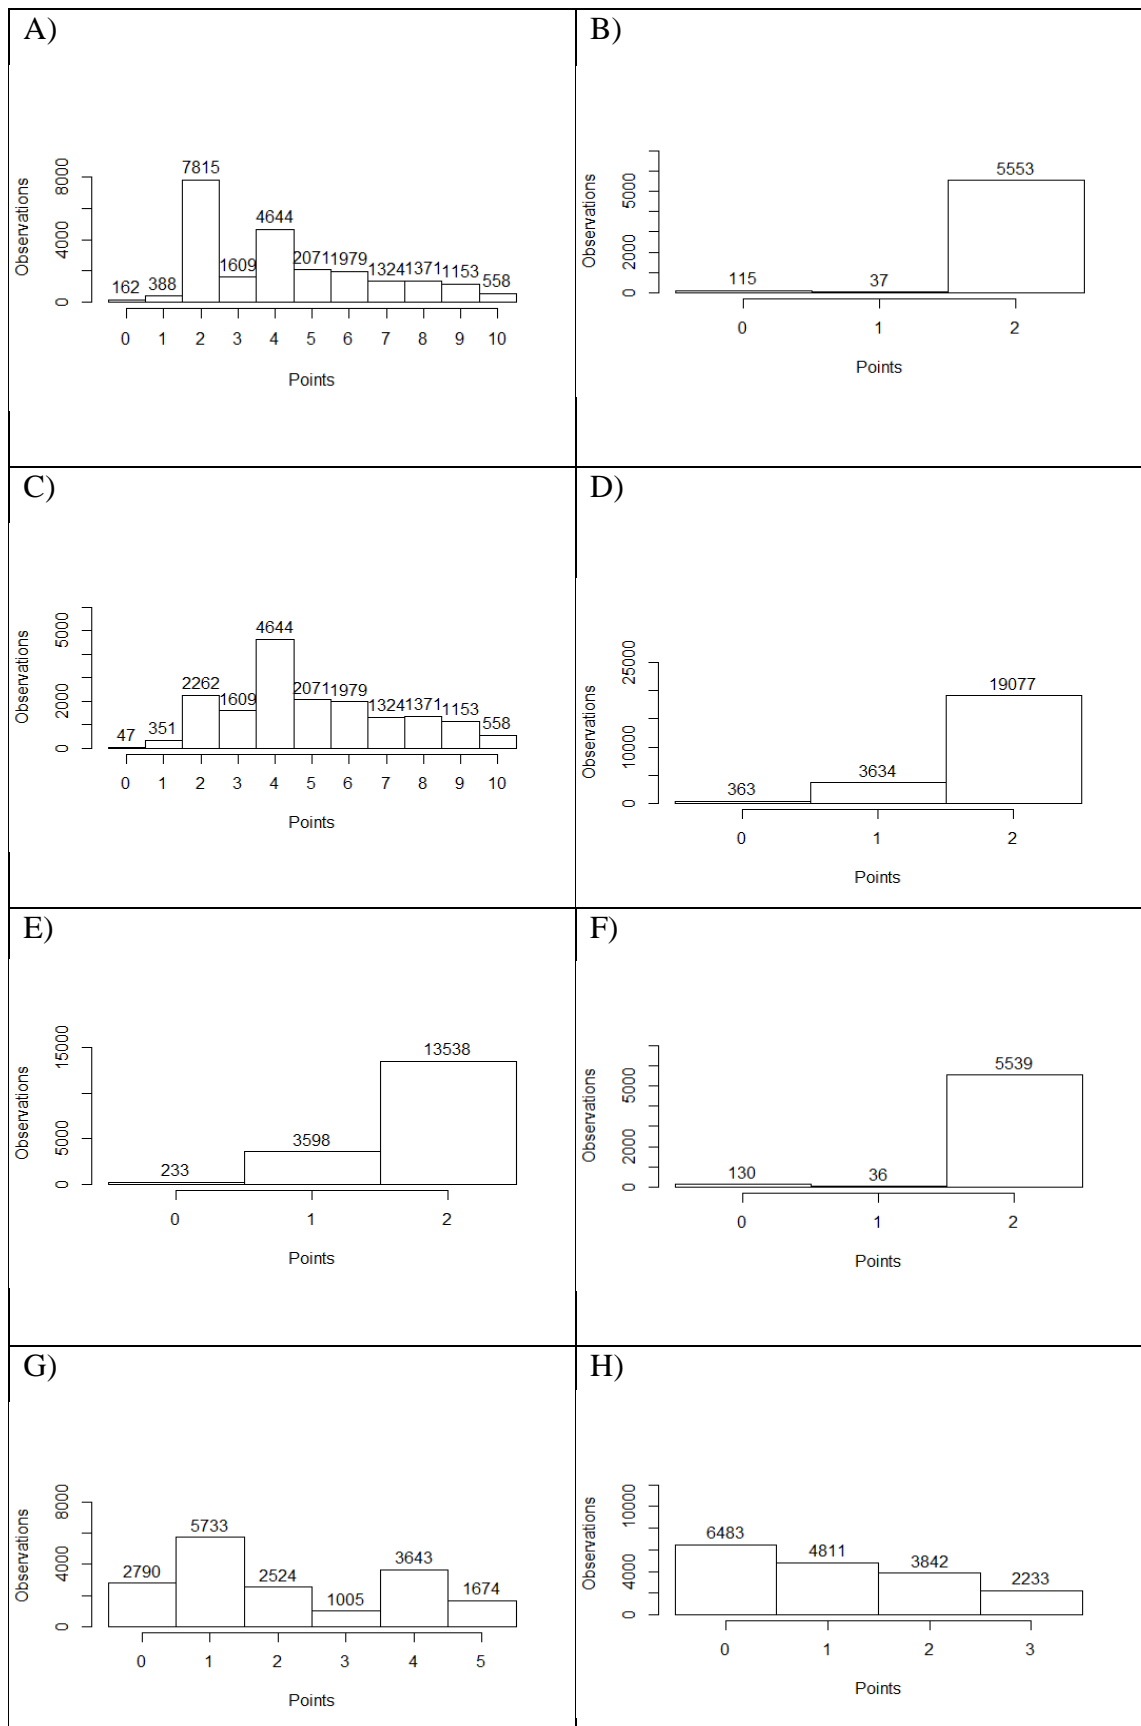 A)
Observations
8000
4000
0
162 388 7815 1609 4644 2071 1979 1324 1371 1153 558
0 1 2 3 4 5 6 7 8 9 10
Points
B)
Observations
5000
2000
0
115 37 5553
0 1 2
Points
C)
Observations
5000
2000
0
47 351 2262 1609 4644 2071 1979 1324 1371 1153 558
0 1 2 3 4 5 6 7 8 9 10
Points
D)
Observations
25000
10000
0
363 3634 19077
0 1 2
Points
E)
Observations
15000
5000
0
233 3598 13538
0 1 2
Points
F)
Observations
5000
2000
0
130 36 5539
0 1 2
Points
G)
Observations
8000
4000
0
2790 5733 2524 1005 3643 1674
0 1 2 3 4 5
Points
H)
Observations
10000
4000
0
6483 4811 3842 2233
0 1 2 3
Points